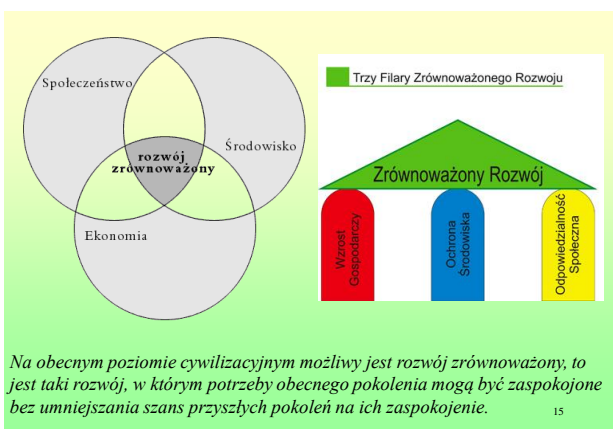 Społeczeństwo
Środowisko
rozwój
zrównoważony
Ekonomia
Trzy Filary Zrównoważonego Rozwoju
Zrównoważony Rozwój
Wzrost
Gospodarczy
Ochrona
Środowiska
Odpowiedzialność
Społeczna
Na obecnym poziomie cywilizacyjnym możliwy jest rozwój zrównoważony, to
jest taki rozwój, w którym potrzeby obecnego pokolenia mogą być zaspokojone
bez umniejszania szans przyszłych pokoleń na ich zaspokojenie.
15